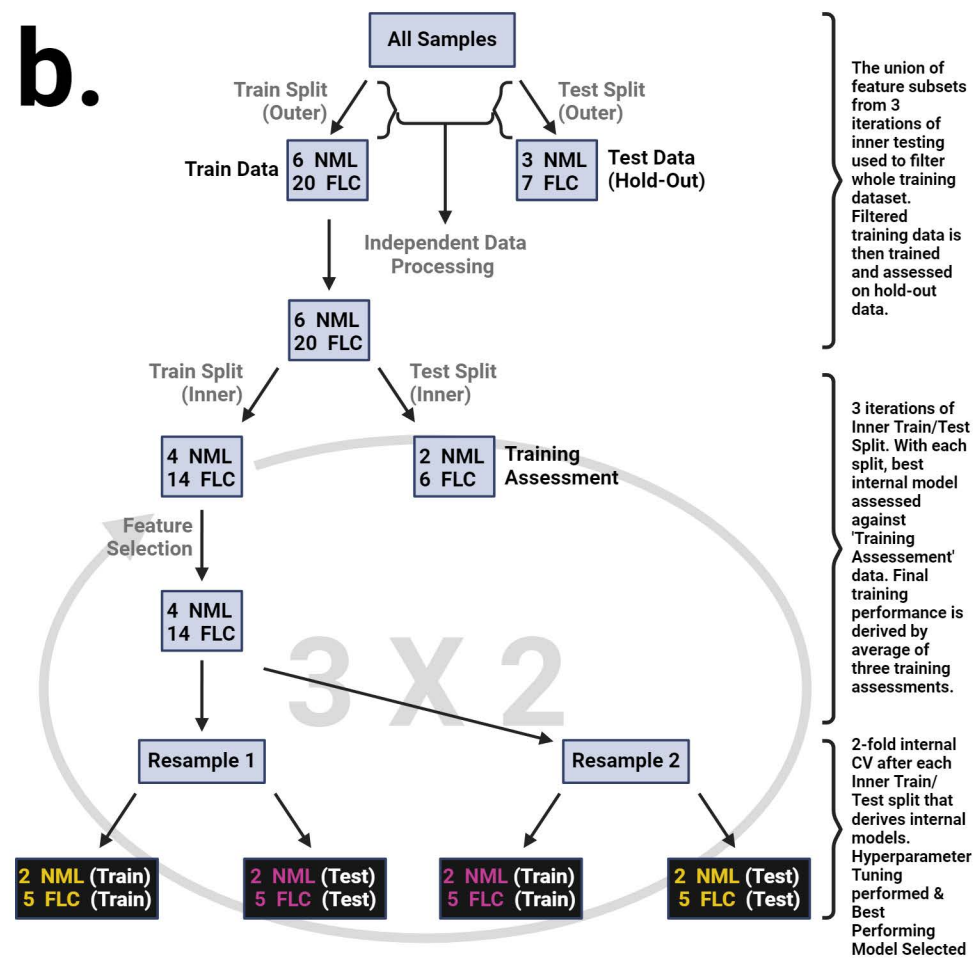 b.
All Samples
Train Split
(Outer)
Test Split
(Outer)
Train Data
6 NML
20 FLC
3 NML
7 FLC
Test Data
(Hold-Out)
Independent Data
Processing
6 NML
20 FLC
Train Split
(Inner)
Test Split
(Inner)
4 NML
14 FLC
2 NML
6 FLC
Training
Assessment
Feature
Selection
4 NML
14 FLC
3 X 2
Resample 1
Resample 2
2 NML (Train)
5 FLC (Train)
2 NML (Test)
5 FLC (Test)
2 NML (Train)
5 FLC (Train)
2 NML (Test)
5 FLC (Test)
The union of
feature subsets
from 3
iterations of
inner testing
used to filter
whole training
dataset.
Filtered
training data is
then trained
and assessed
on hold-out
data.
3 iterations of
Inner Train/Test
Split. With each
split, best
internal model
assessed
against
'Training
Assessement'
data. Final
training
performance is
derived by
average of
three training
assessments.
2-fold internal
CV after each
Inner Train/
Test split that
derives internal
models.
Hyperparameter
Tuning
performed &
Best
Performing
Model Selected